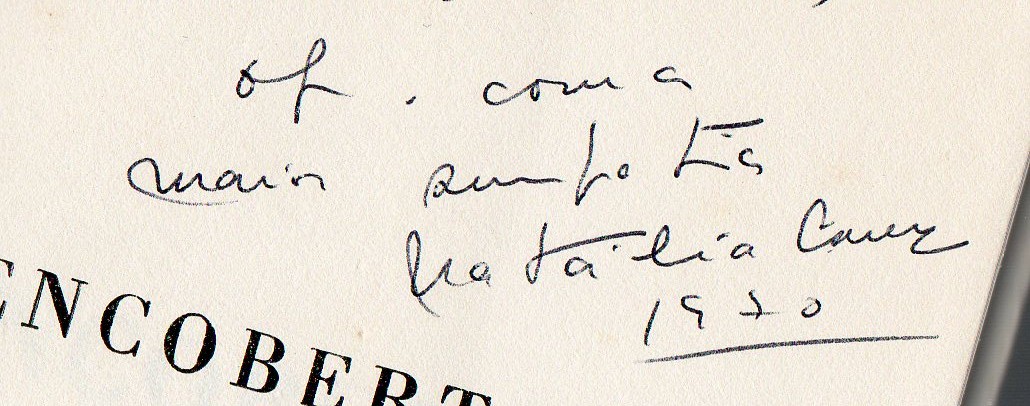 of. com a
maior simpatia
Natália Correia
1970
ENCOBERT